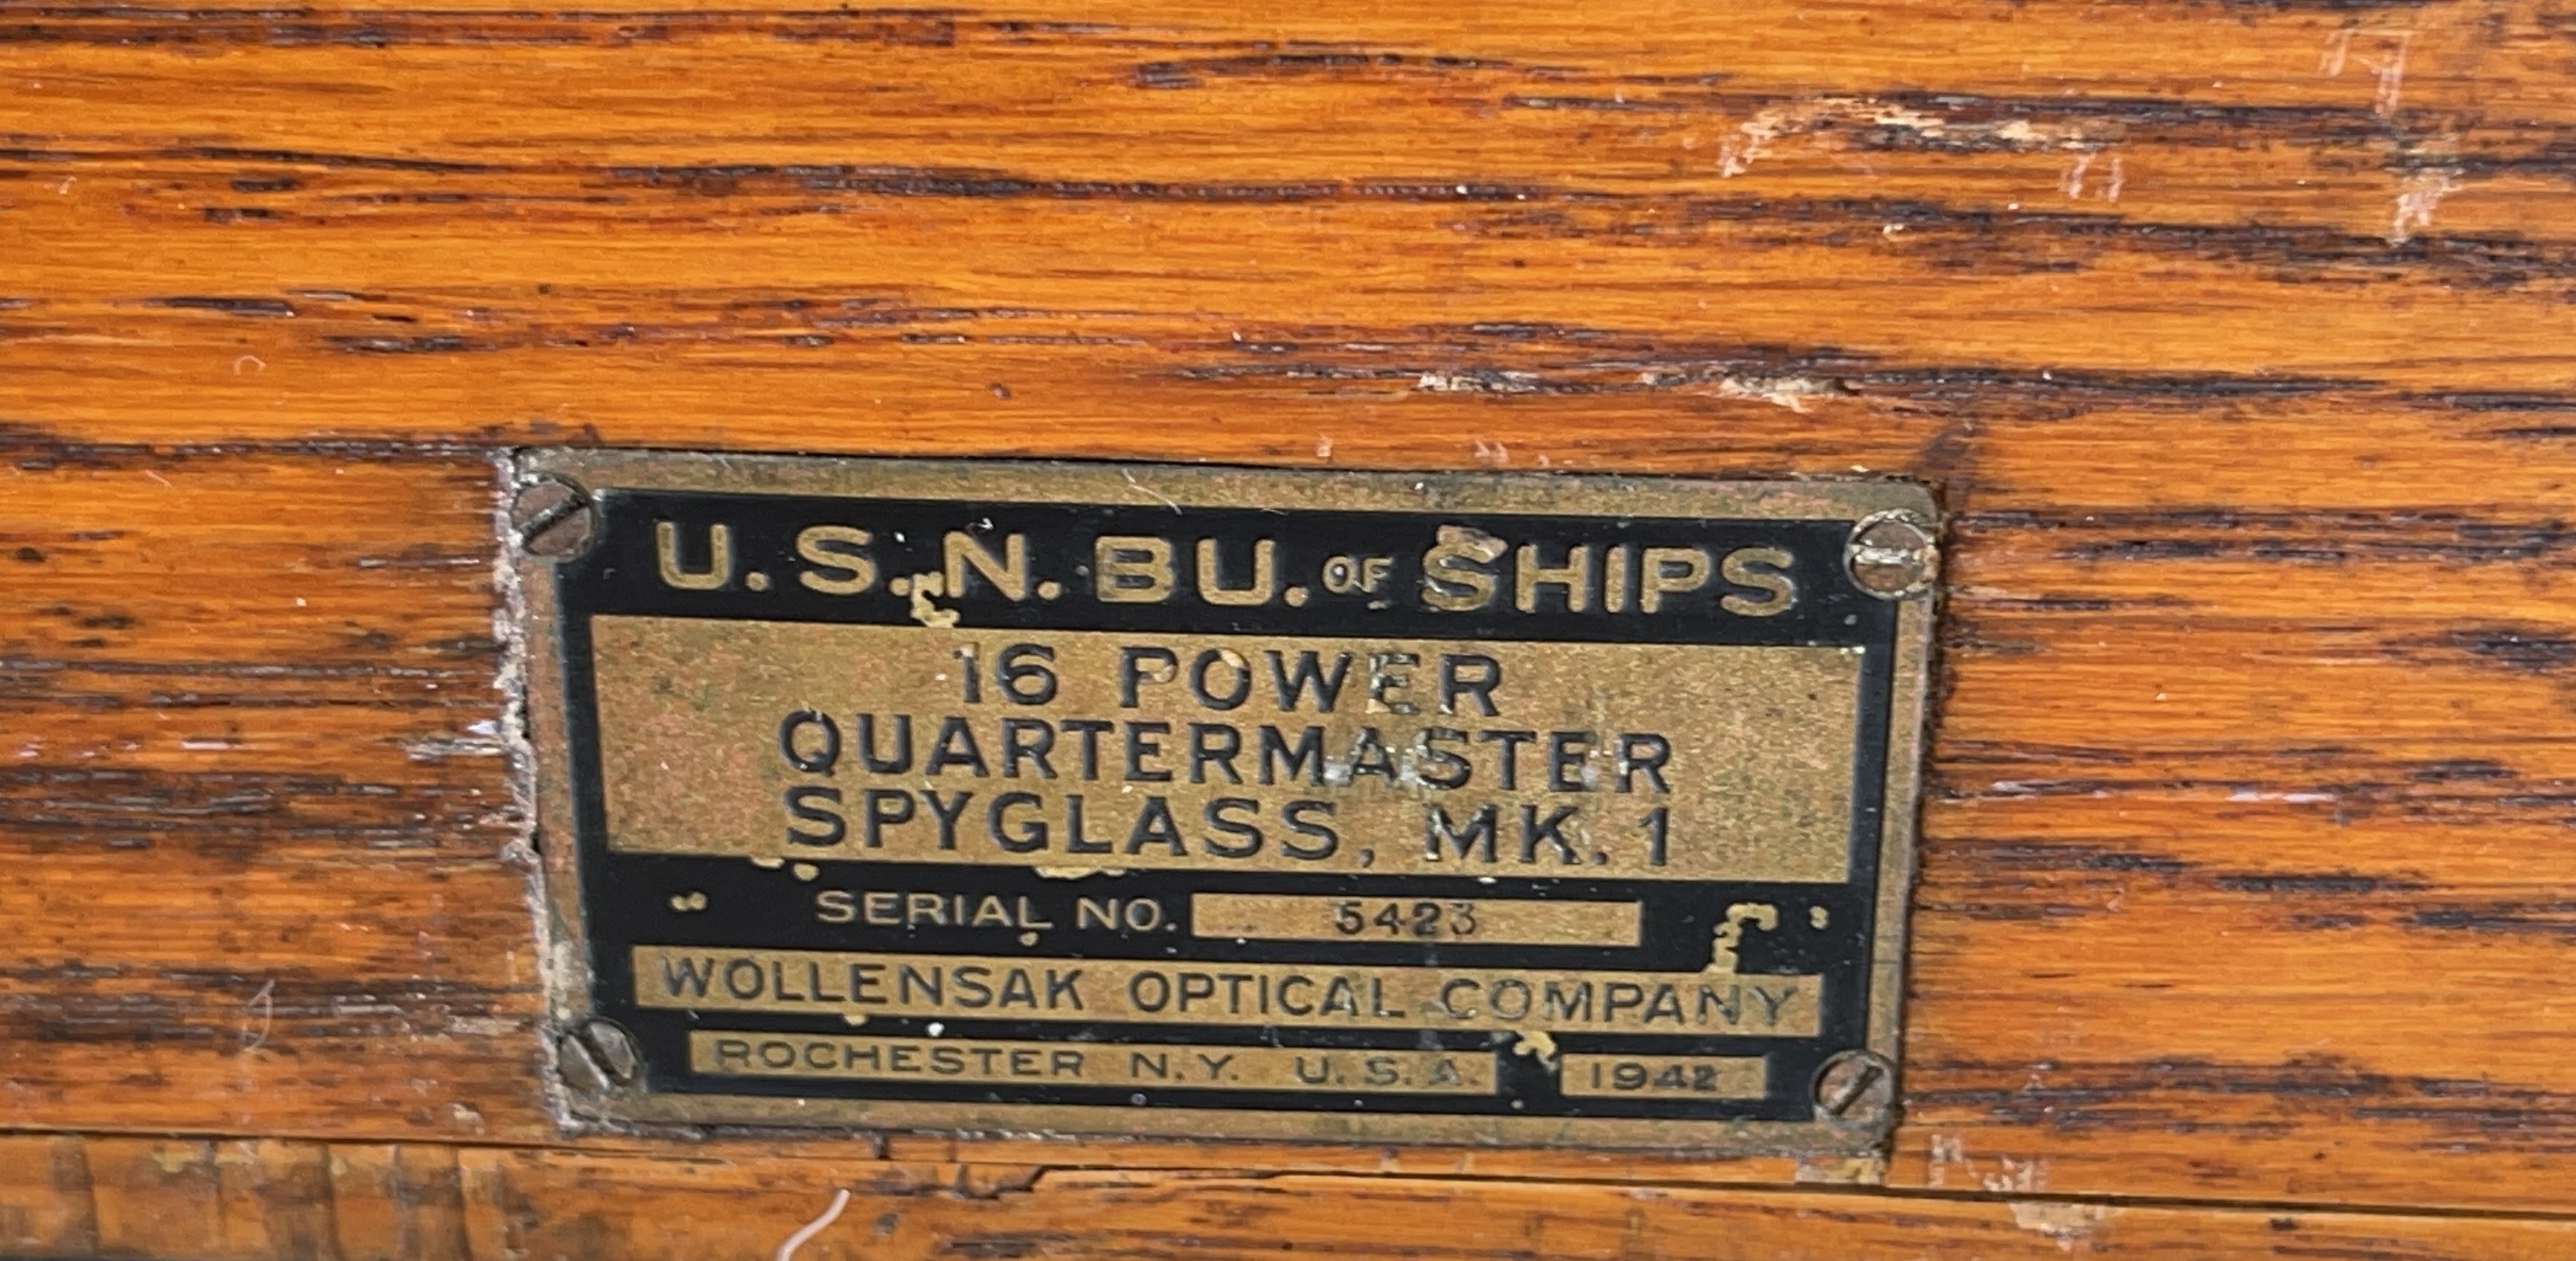 U.S.N. BU. OF SHIPS
16 POWER
QUARTERMASTER
SPYGLASS, MK. 1
SERIAL NO. 5423
WOLLENSAK OPTICAL COMPANY
ROCHESTER N.Y. U.S.A. 1942